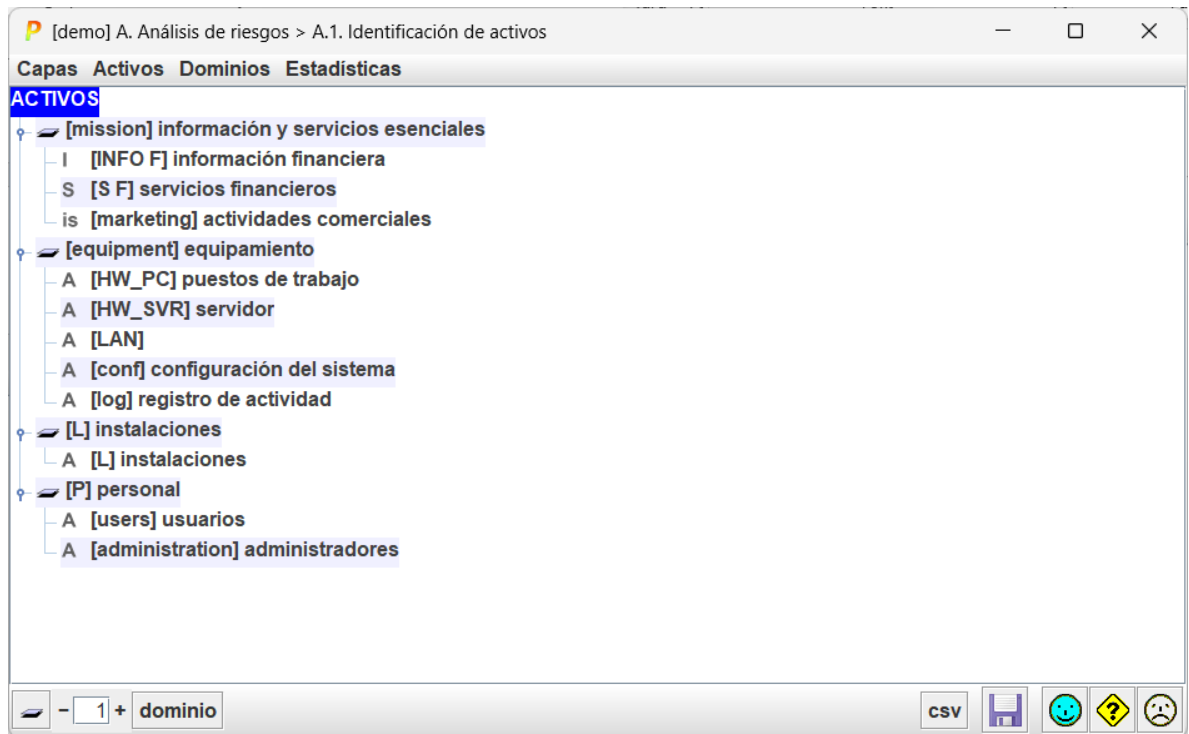 [demo] A. Análisis de riesgos > A.1. Identificación de activos
Capas Activos Dominios Estadísticas
ACTIVOS
[mission] información y servicios esenciales
I [INFO F] información financiera
S [S F] servicios financieros
is [marketing] actividades comerciales
[equipment] equipamiento
A [HW_PC] puestos de trabajo
A [HW_SVR] servidor
A [LAN]
A [conf] configuración del sistema
A [log] registro de actividad
[L] instalaciones
A [L] instalaciones
[P] personal
A [users] usuarios
A [administration] administradores
− 1 + dominio csv ?